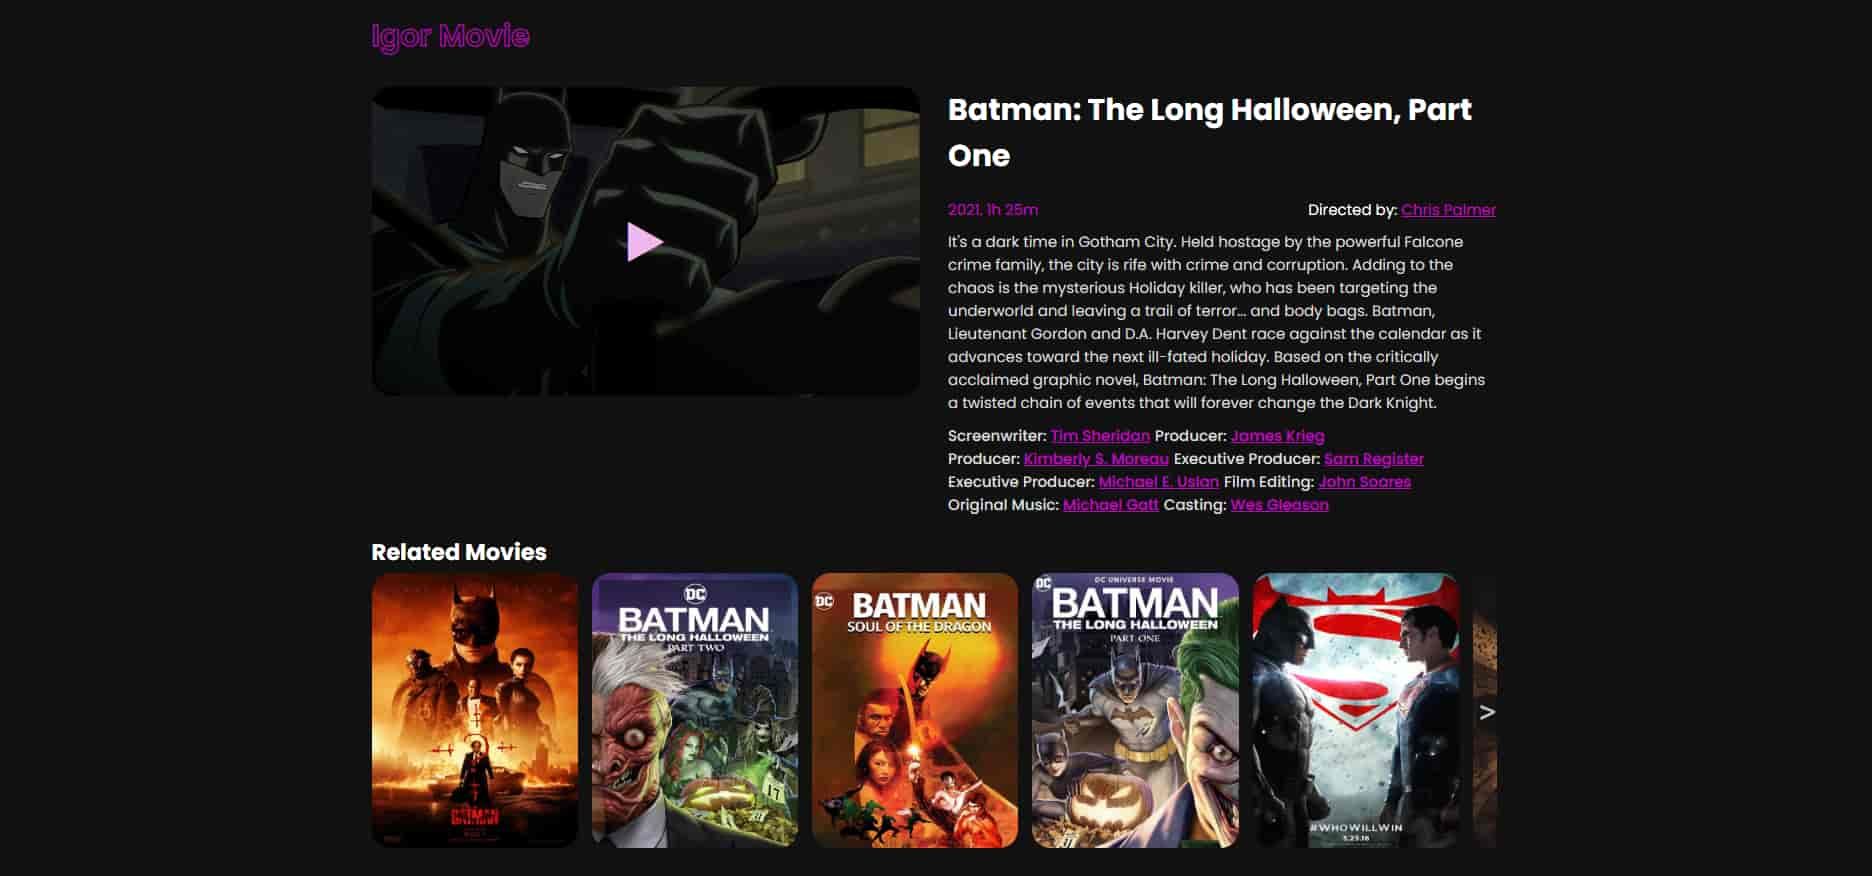 Igor Movie
Batman: The Long Halloween, Part
One
2021, 1h 25m
Directed by: Chris Palmer
It's a dark time in Gotham City. Held hostage by the powerful Falcone
crime family, the city is rife with crime and corruption. Adding to the
chaos is the mysterious Holiday killer, who has been targeting the
underworld and leaving a trail of terror... and body bags. Batman,
Lieutenant Gordon and D.A. Harvey Dent race against the calendar as it
advances toward the next ill-fated holiday. Based on the critically
acclaimed graphic novel, Batman: The Long Halloween, Part One begins
a twisted chain of events that will forever change the Dark Knight.
Screenwriter: Tim Sheridan Producer: James Krieg
Producer: Kimberly S. Moreau Executive Producer: Sam Register
Executive Producer: Michael E. Uslan Film Editing: John Soares
Original Music: Michael Gatt Casting: Wes Gleason
Related Movies
BATMAN
DC
BATMAN
THE LONG HALLOWEEN
PART TWO
17
31
DC
BATMAN
SOUL OF THE DRAGON
DC
DC UNIVERSE MOVIE
BATMAN
THE LONG HALLOWEEN
PART ONE
#WHOWILLWIN
3.25.16
>